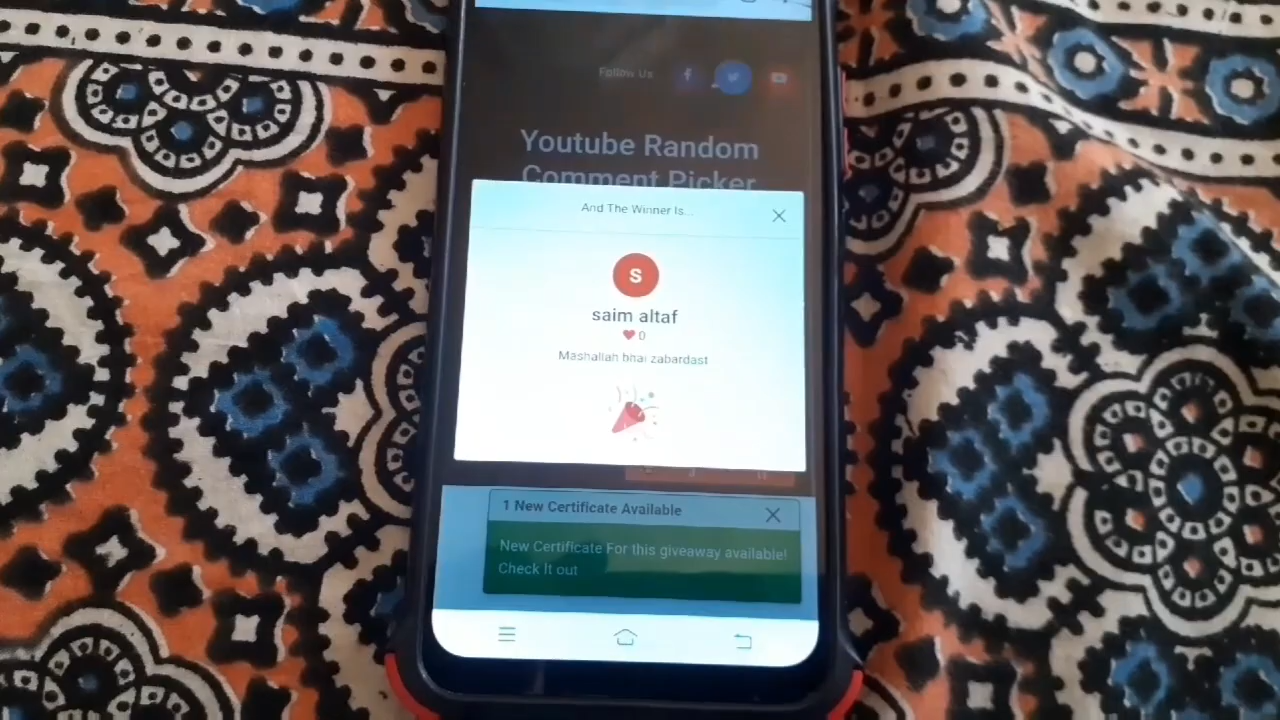 Follow Us
Youtube Random
Comment Picker
And The Winner Is...
S
saim altaf
0
Mashallah bhai zabardast
1 New Certificate Available
New Certificate For this giveaway available!
Check It out